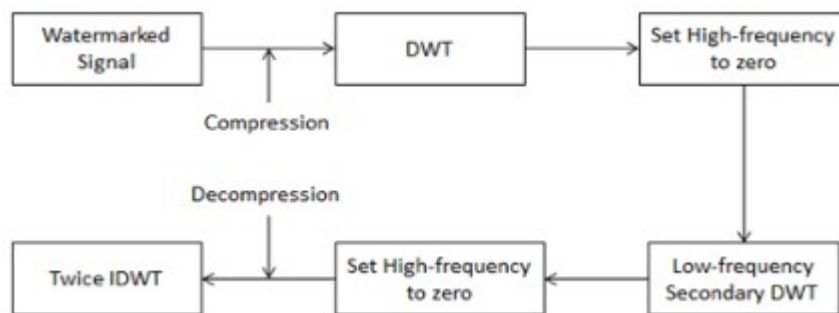 Watermarked
Signal
DWT
Set High-frequency
to zero
Compression
Decompression
Twice IDWT
Set High-frequency
to zero
Low-frequency
Secondary DWT